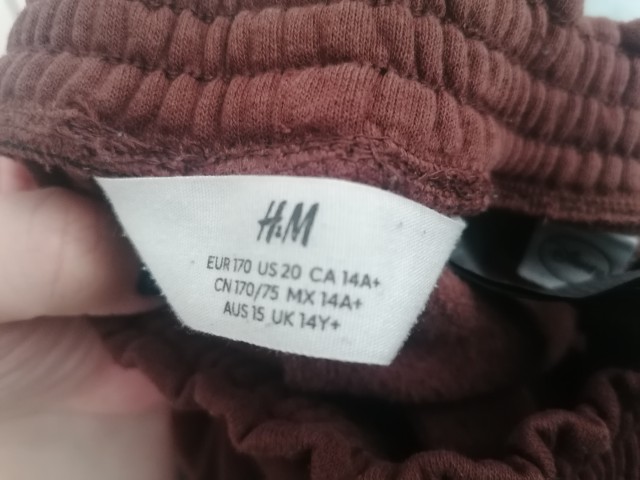 H&M
EUR 170 US 20 CA 14A+
CN 170/75 MX 14A+
AUS 15 UK 14Y+